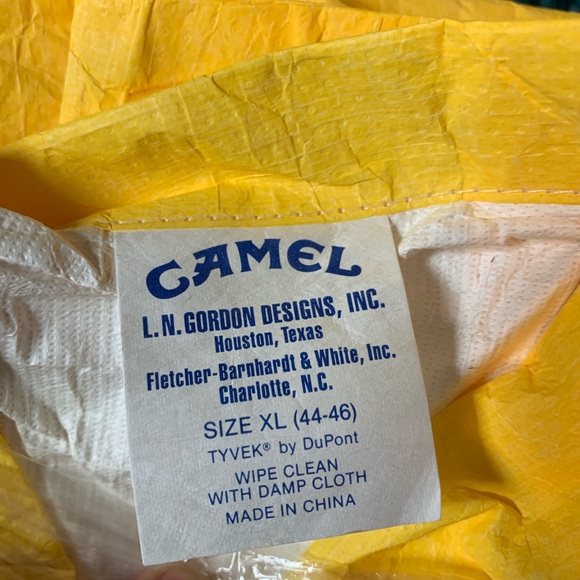 CAMEL
L.N. GORDON DESIGNS, INC.
Houston, Texas
Fletcher-Barnhardt & White, Inc.
Charlotte, N.C.
SIZE XL (44-46)
TYVEK® by DuPont
WIPE CLEAN
WITH DAMP CLOTH
MADE IN CHINA